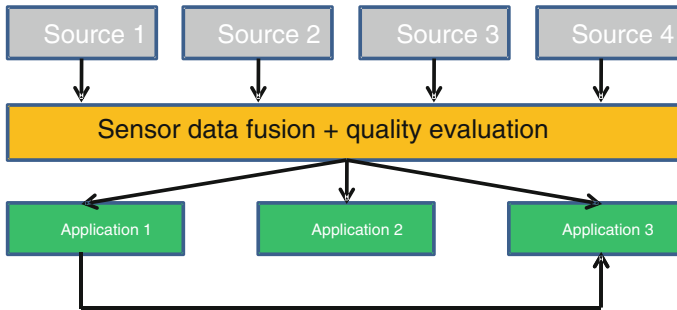 Source 1
Source 2
Source 3
Source 4
Sensor data fusion + quality evaluation
Application 1
Application 2
Application 3